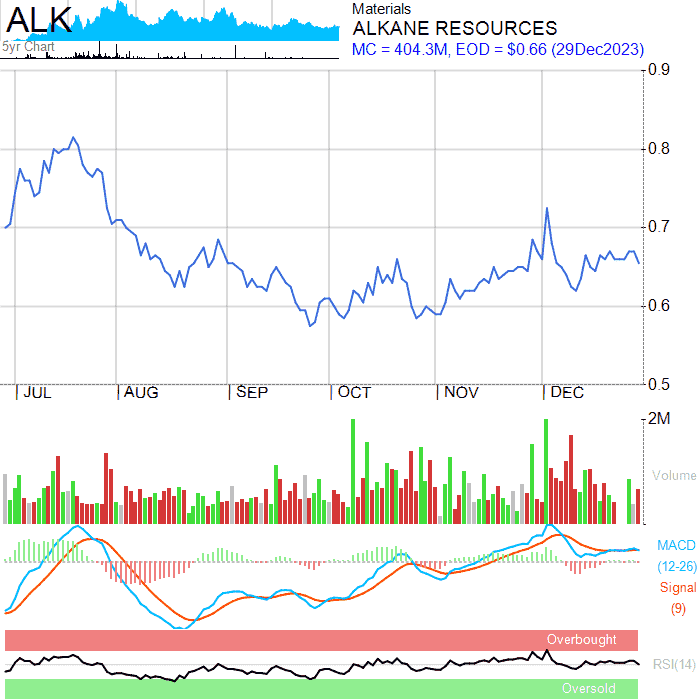 ALK
5yr Chart
Materials
ALKANE RESOURCES
MC = 404.3M, EOD = $0.66 (29Dec2023)
0.9
0.8
0.7
0.6
0.5
JUL AUG SEP OCT NOV DEC
2M
Volume
MACD
(12-26)
Signal
(9)
Overbought
RSI(14)
Oversold